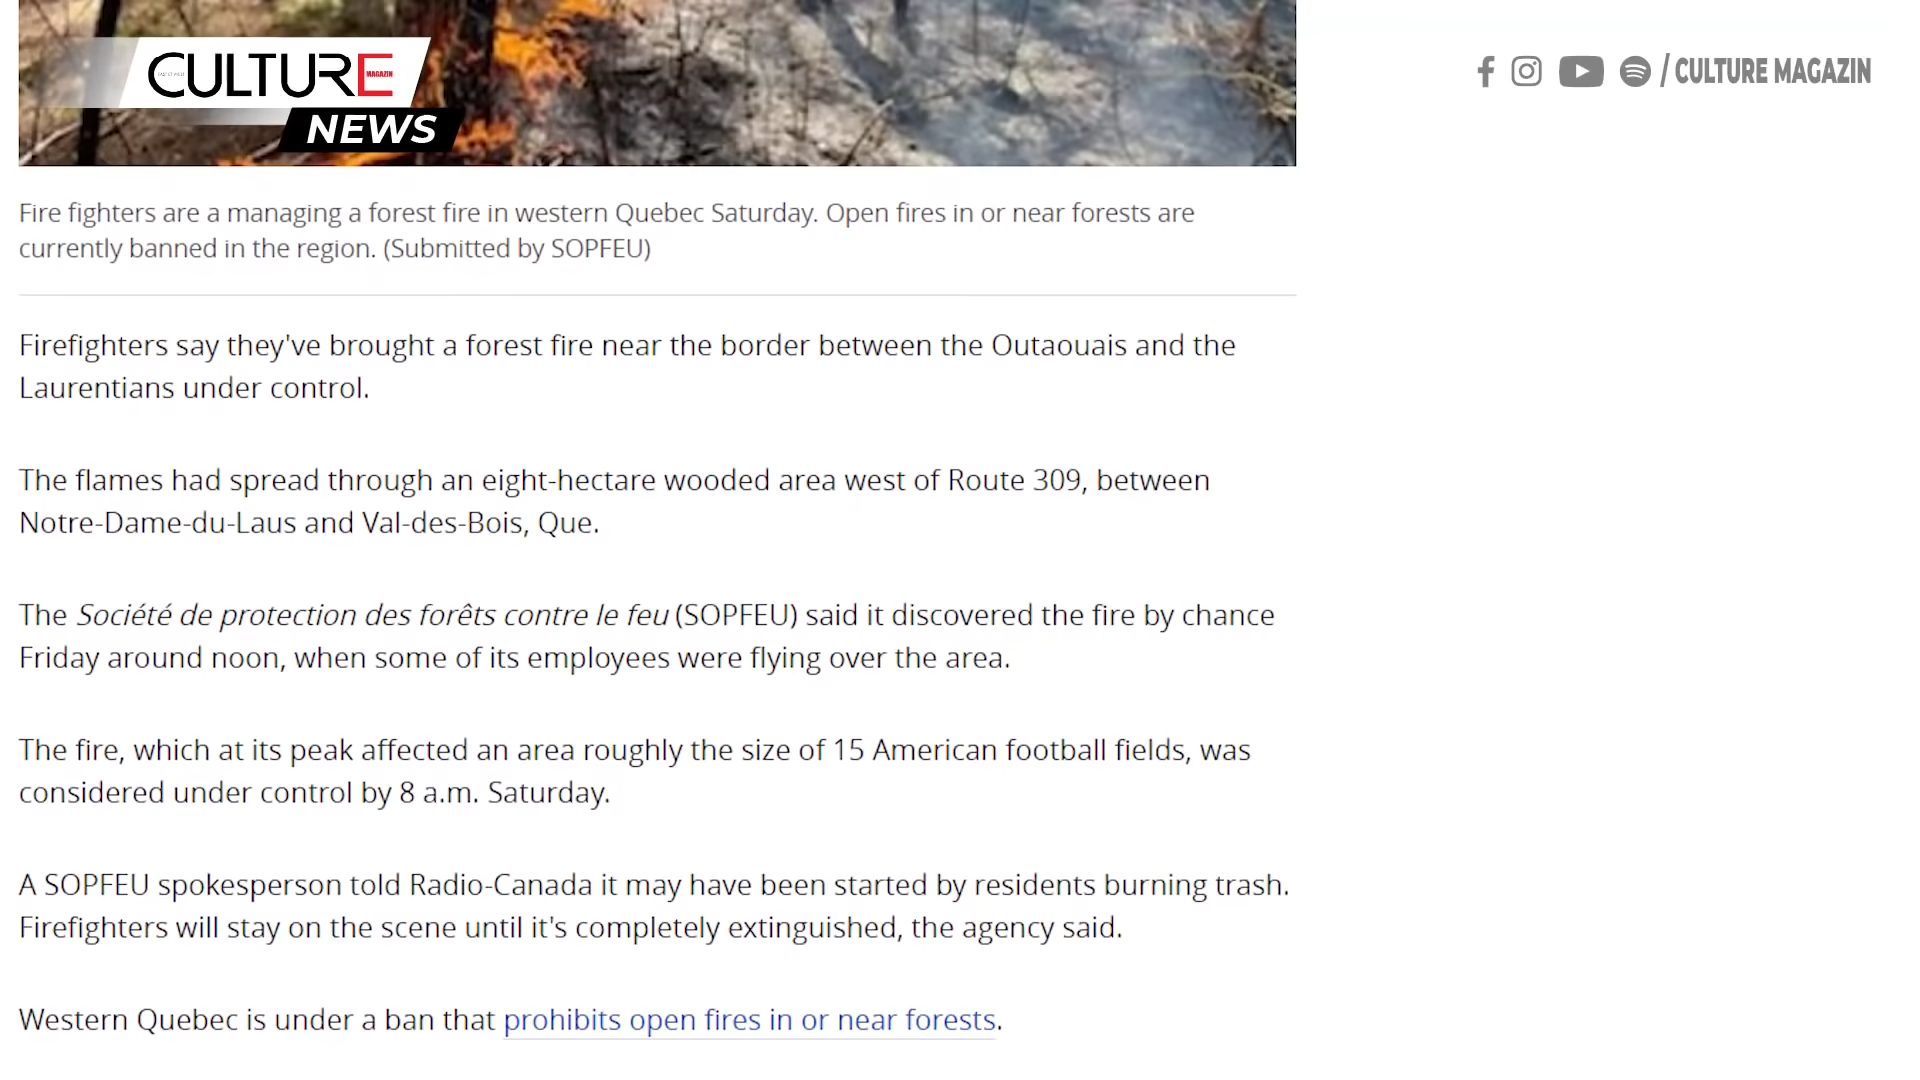 CULTURE
MAGAZIN
NEWS
/ CULTURE MAGAZIN
Fire fighters are a managing a forest fire in western Quebec Saturday. Open fires in or near forests are
currently banned in the region. (Submitted by SOPFEU)
Firefighters say they've brought a forest fire near the border between the Outaouais and the
Laurentians under control.
The flames had spread through an eight-hectare wooded area west of Route 309, between
Notre-Dame-du-Laus and Val-des-Bois, Que.
The Société de protection des forêts contre le feu (SOPFEU) said it discovered the fire by chance
Friday around noon, when some of its employees were flying over the area.
The fire, which at its peak affected an area roughly the size of 15 American football fields, was
considered under control by 8 a.m. Saturday.
A SOPFEU spokesperson told Radio-Canada it may have been started by residents burning trash.
Firefighters will stay on the scene until it's completely extinguished, the agency said.
Western Quebec is under a ban that prohibits open fires in or near forests.